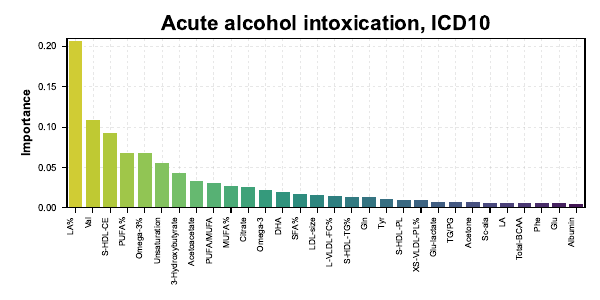 Acute alcohol intoxication, ICD10
Importance
0.20
0.15
0.10
0.05
0.00
LA%
Val
S-HDL-CE
PUFA%
Omega-3%
Unsaturation
3-Hydroxybutyrate
Acetoacetate
PUFA/MUFA
MUFA%
Citrate
Omega-3
DHA
SFA%
LDL-size
L-VLDL-FC%
S-HDL-TG%
Gln
Tyr
S-HDL-PL
XS-VLDL-PL%
Glu-lactate
TG/PG
Acetone
Sc-ala
LA
Total-BCAA
Phe
Glu
Albumin